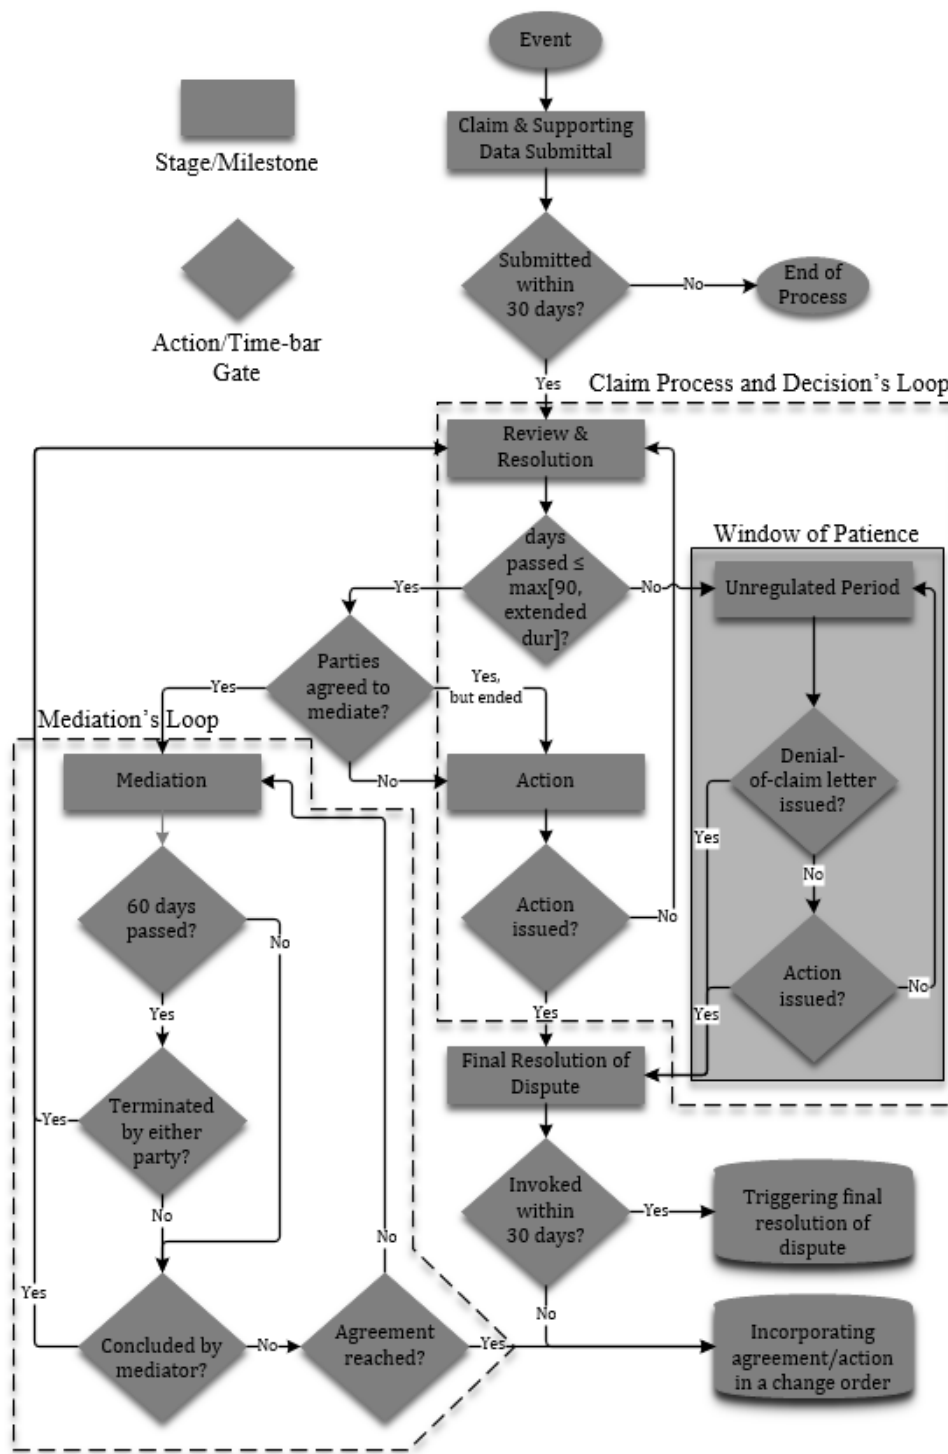 Event
Claim & Supporting
Data Submittal
Stage/Milestone
Submitted
within
30 days?
No
End of
Process
Action/Time-bar
Gate
Yes
Claim Process and Decision's Loop
Review &
Resolution
Window of Patience
days
passed ≤
max[90,
extended
dur]?
Yes
No
Unregulated Period
Parties
agreed to
mediate?
Yes
Yes,
but ended
Mediation's Loop
Mediation
No
Action
Denial-
of-claim letter
issued?
Yes
No
60 days
passed?
No
Action
issued?
No
Action
issued?
No
Yes
Yes
Yes
Final Resolution of
Dispute
Terminated
by either
party?
Yes
No
Invoked
within
30 days?
Yes
Triggering final
resolution of
dispute
No
Yes
No
Concluded by
mediator?
No
Agreement
reached?
Yes
Incorporating
agreement/action
in a change order